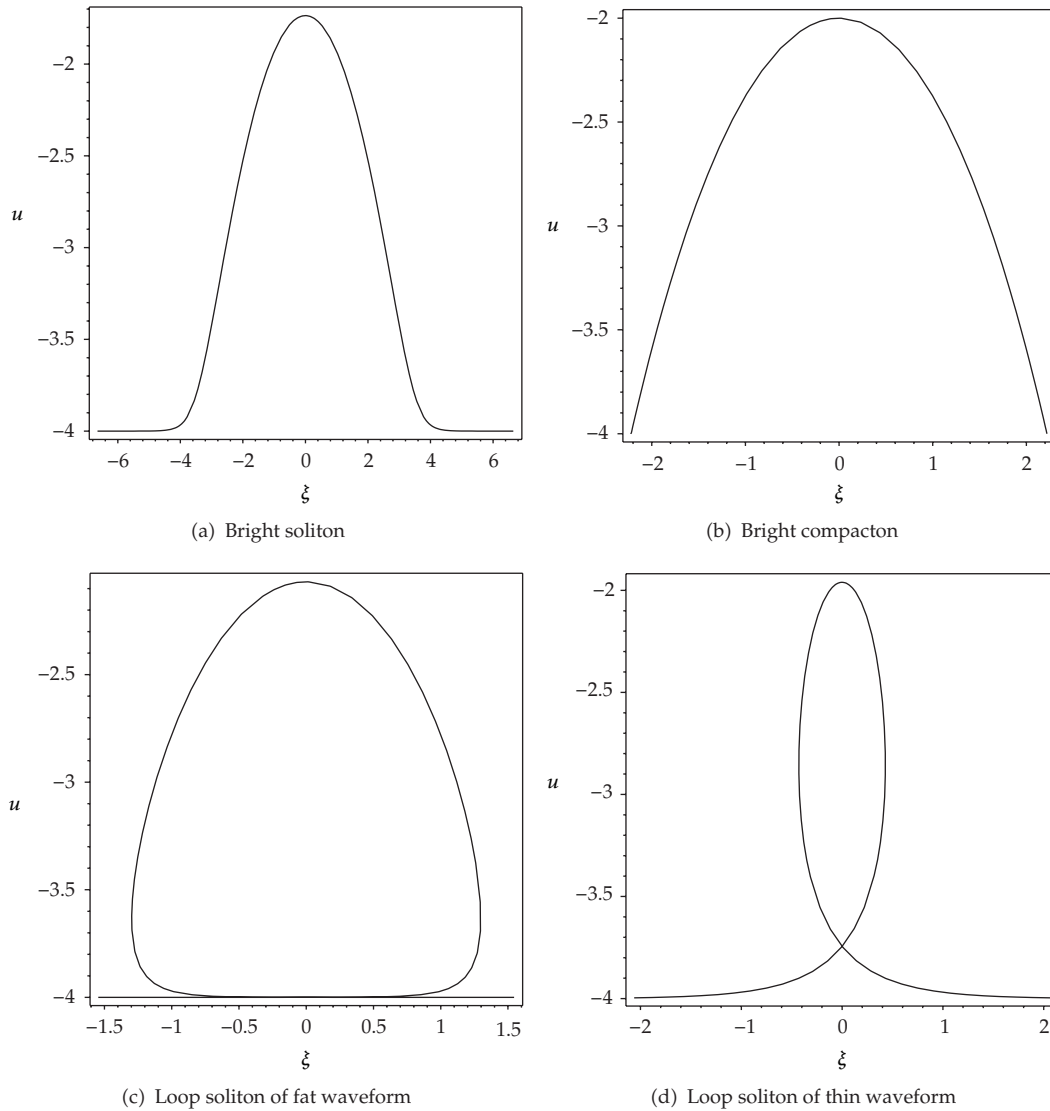 −2
−2.5
−3
−3.5
−4
u
−6 −4 −2 0 2 4 6
ξ
(a) Bright soliton
−2
−2.5
−3
−3.5
−4
u
−2 −1 0 1 2
ξ
(b) Bright compacton
−2.5
−3
−3.5
−4
u
−1.5 −1 −0.5 0 0.5 1 1.5
ξ
(c) Loop soliton of fat waveform
−2
−2.5
−3
−3.5
−4
u
−2 −1 0 1 2
ξ
(d) Loop soliton of thin waveform